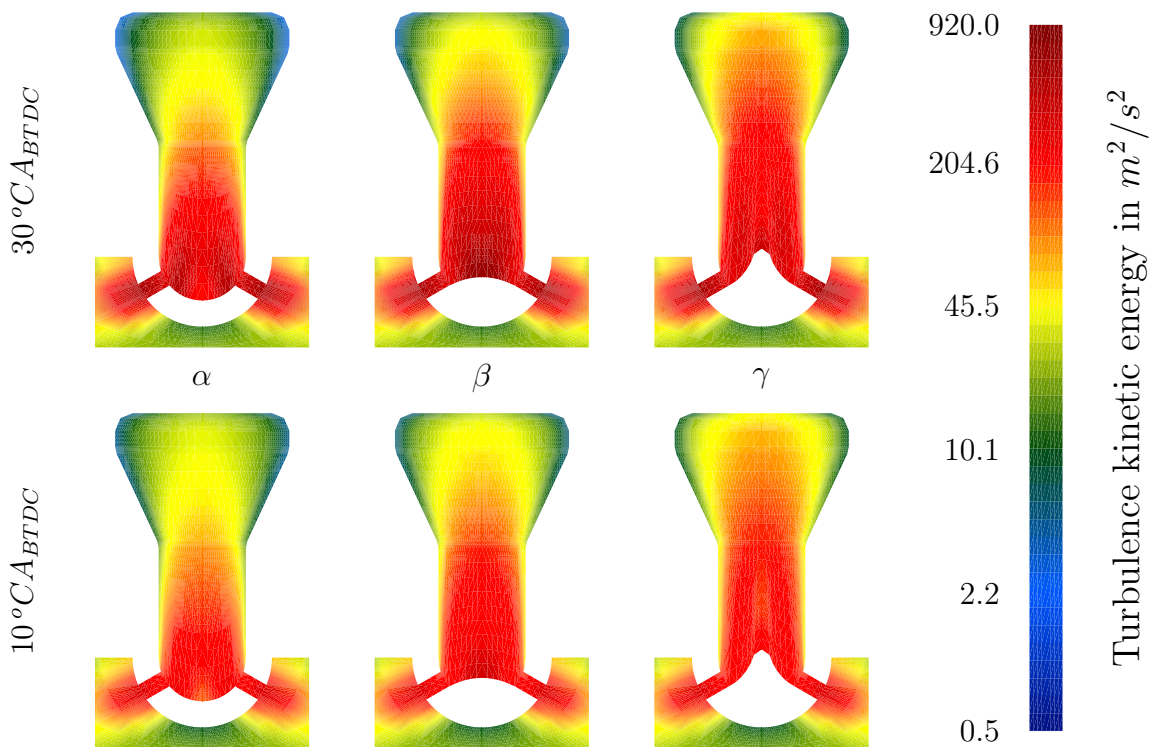 30 °CA_BTDC
α
β
γ
10 °CA_BTDC
920.0
204.6
45.5
10.1
2.2
0.5
Turbulence kinetic energy in m²/s²